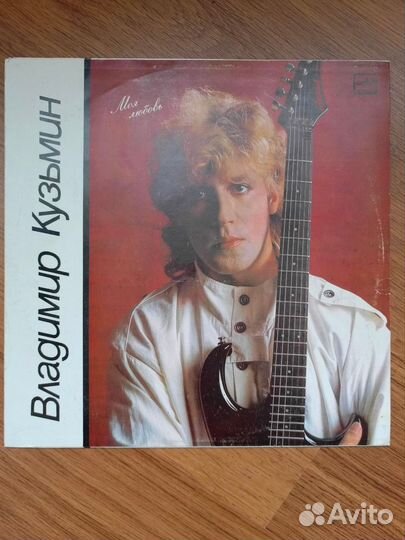 Владимир Кузьмин
Моя
любовь
Avito